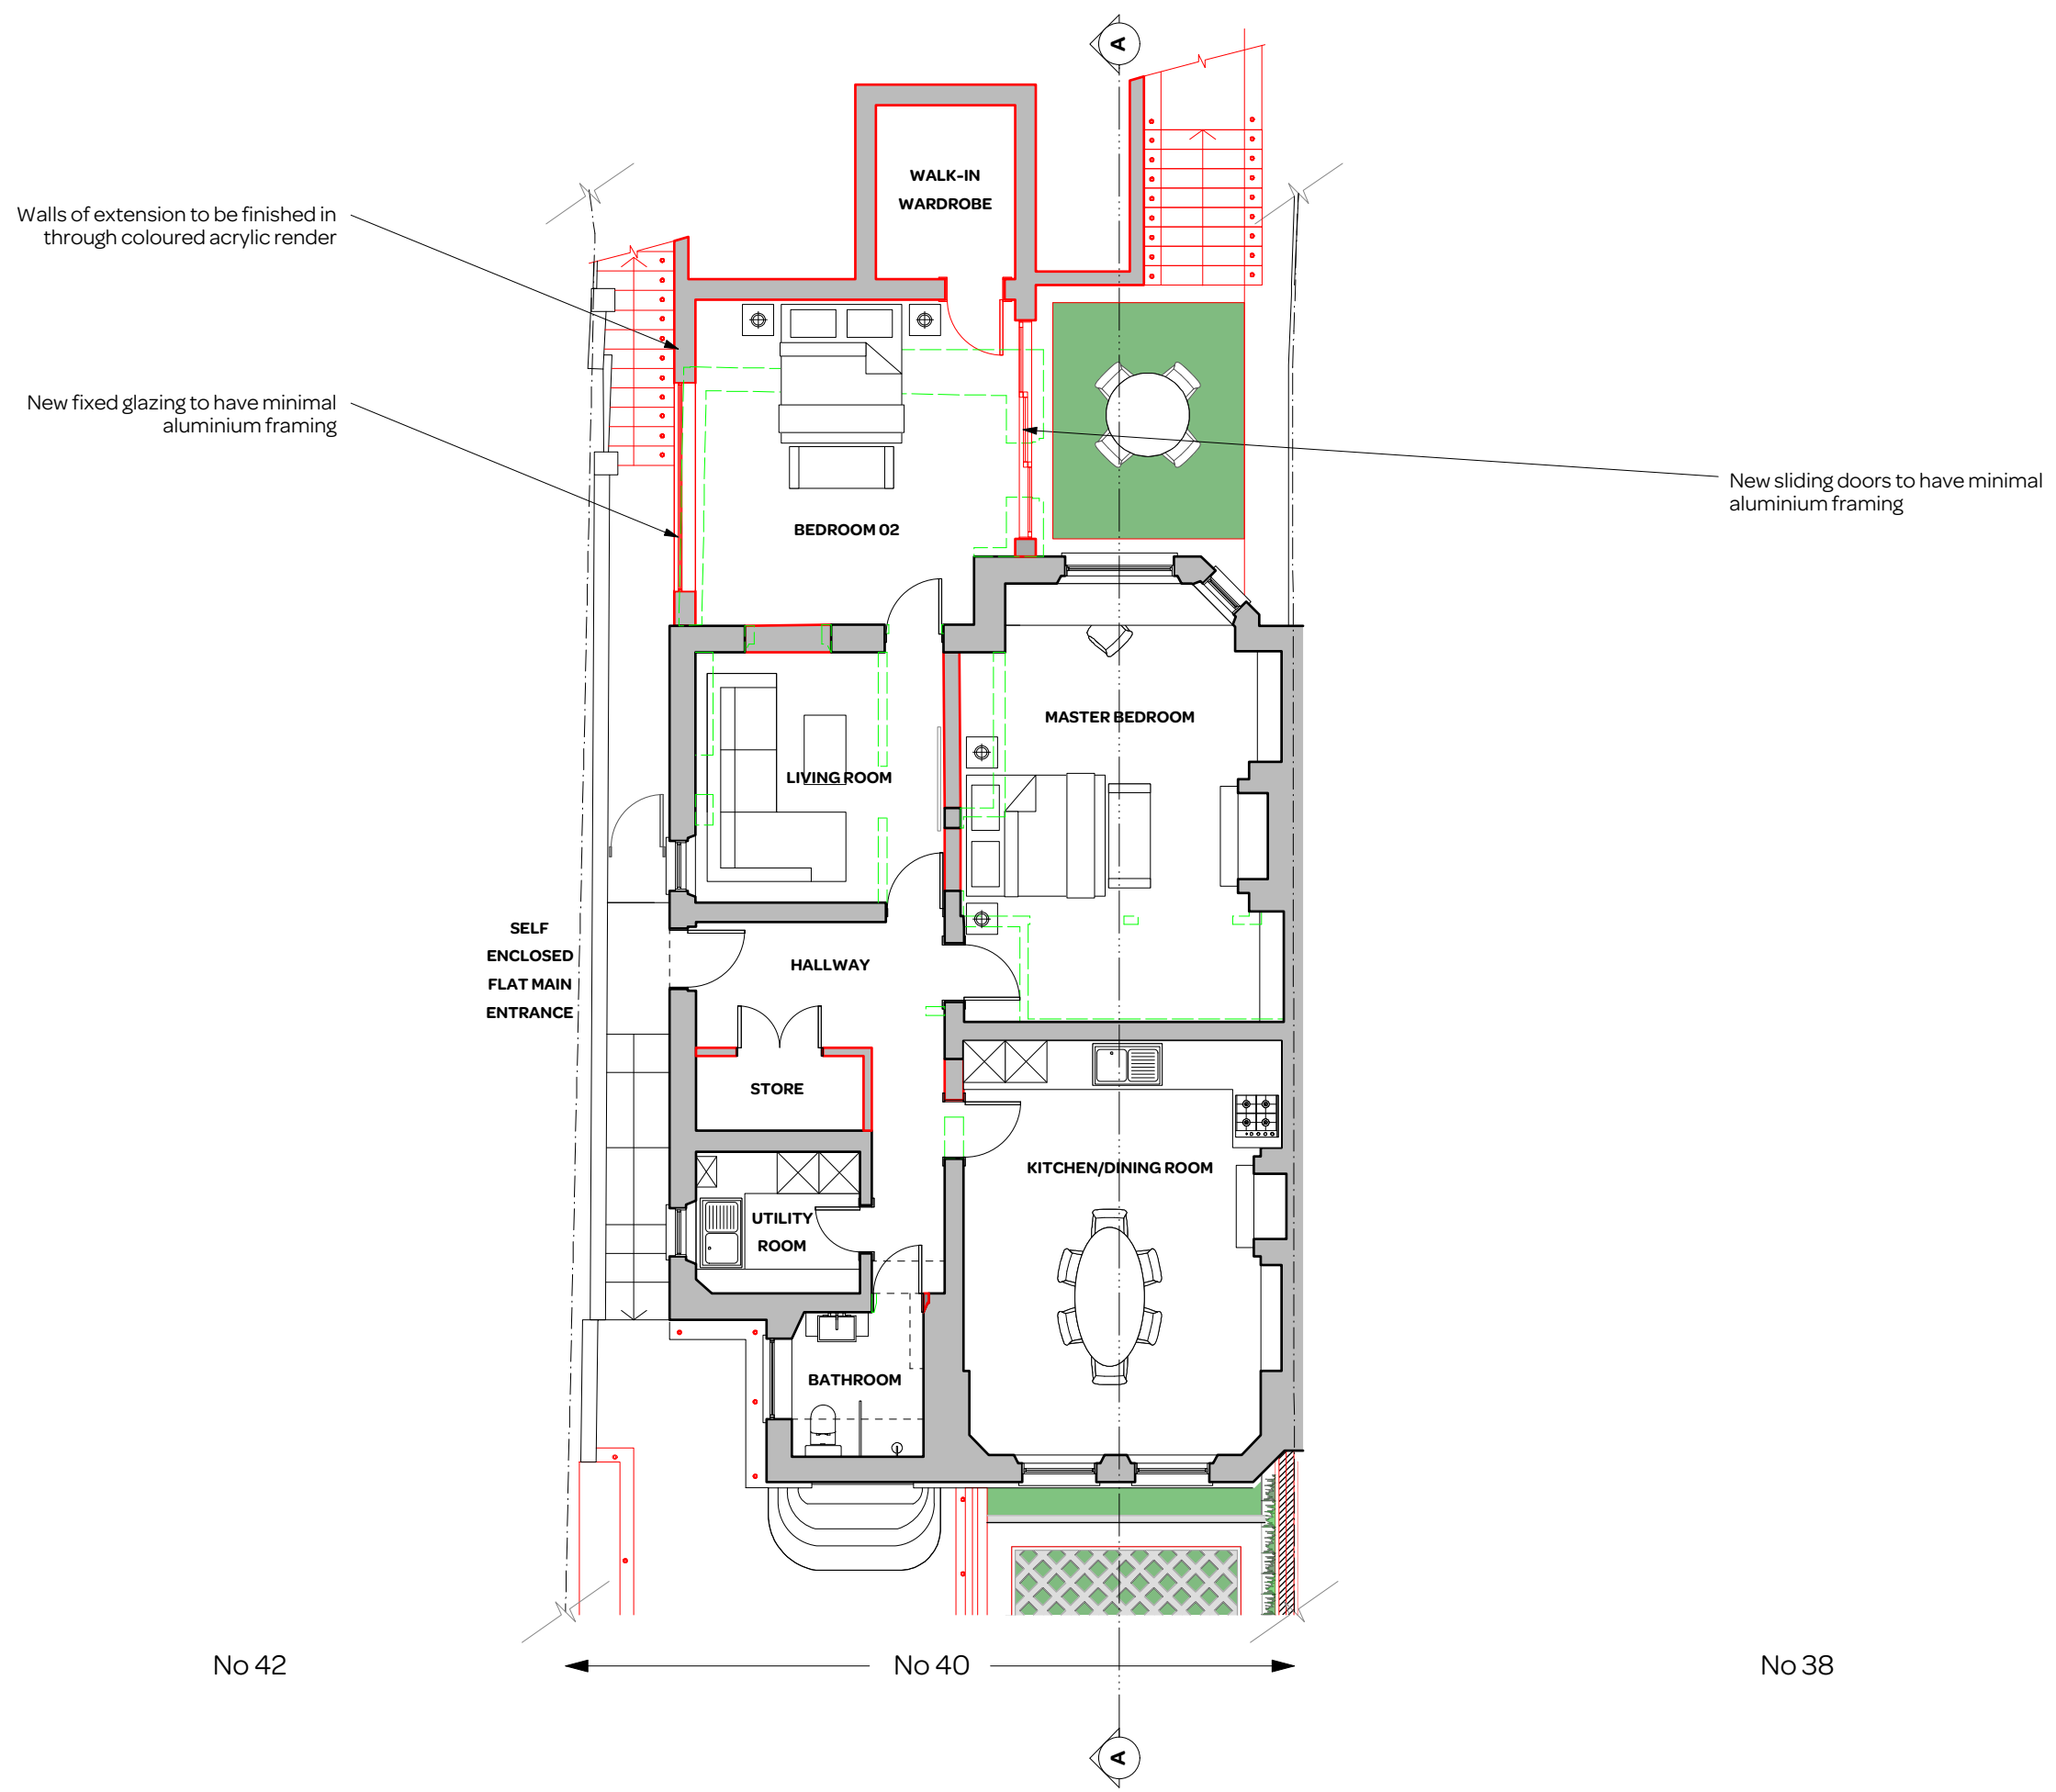 A
WALK-IN
WARDROBE
Walls of extension to be finished in
through coloured acrylic render
New fixed glazing to have minimal
aluminium framing
New sliding doors to have minimal
aluminium framing
BEDROOM 02
MASTER BEDROOM
LIVING ROOM
SELF
ENCLOSED
FLAT MAIN
ENTRANCE
HALLWAY
STORE
KITCHEN/DINING ROOM
UTILITY
ROOM
BATHROOM
No 42
No 40
No 38
A